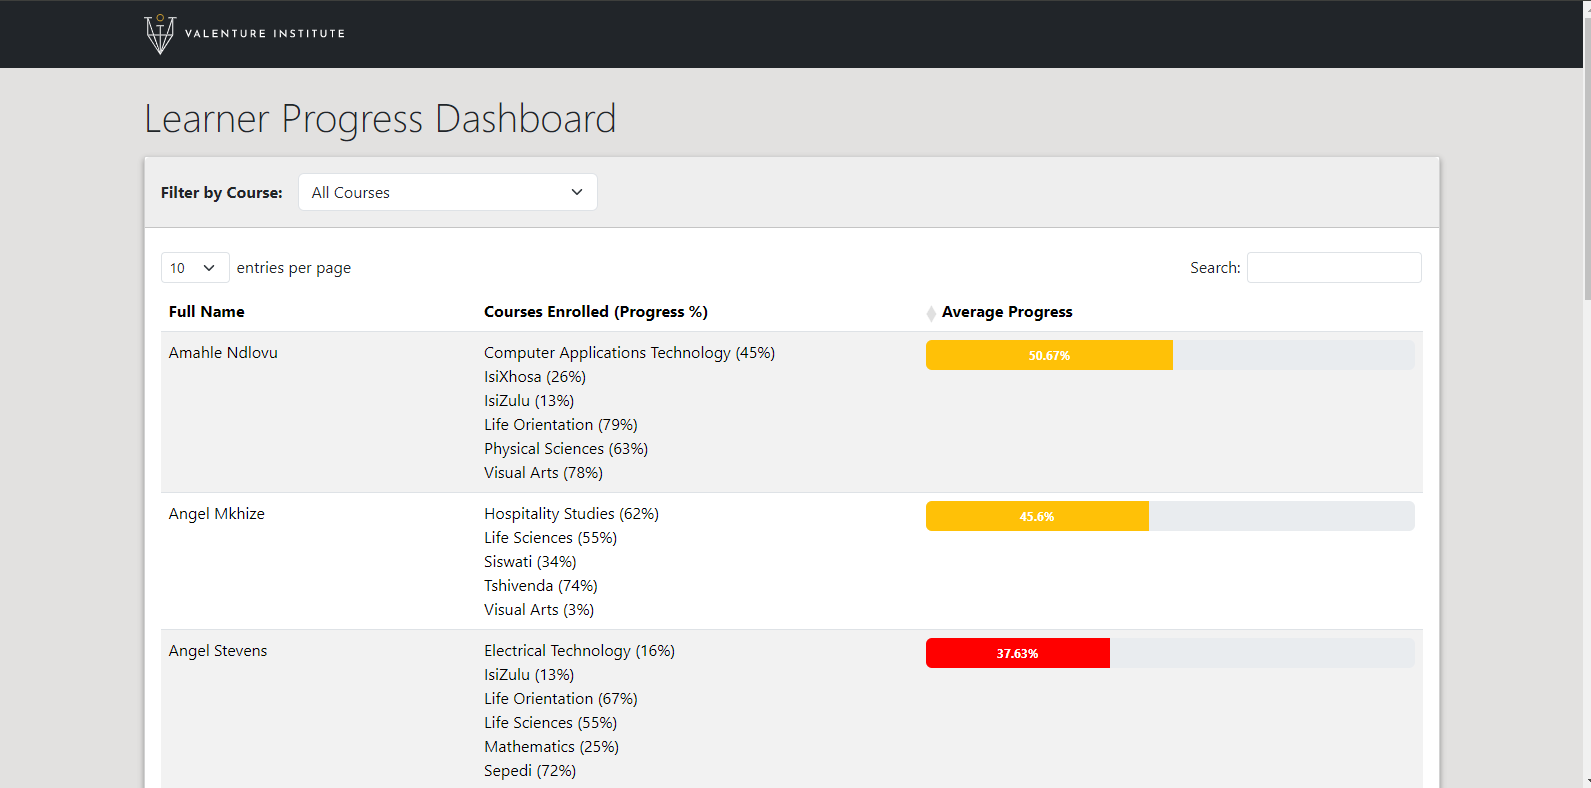 VALENTURE INSTITUTE
Learner Progress Dashboard
Filter by Course: All Courses
10 entries per page Search:
Full Name Courses Enrolled (Progress %) Average Progress
Amahle Ndlovu Computer Applications Technology (45%) 50.67%
IsiXhosa (26%)
IsiZulu (13%)
Life Orientation (79%)
Physical Sciences (63%)
Visual Arts (78%)
Angel Mkhize Hospitality Studies (62%) 45.6%
Life Sciences (55%)
Siswati (34%)
Tshivenda (74%)
Visual Arts (3%)
Angel Stevens Electrical Technology (16%) 37.63%
IsiZulu (13%)
Life Orientation (67%)
Life Sciences (55%)
Mathematics (25%)
Sepedi (72%)